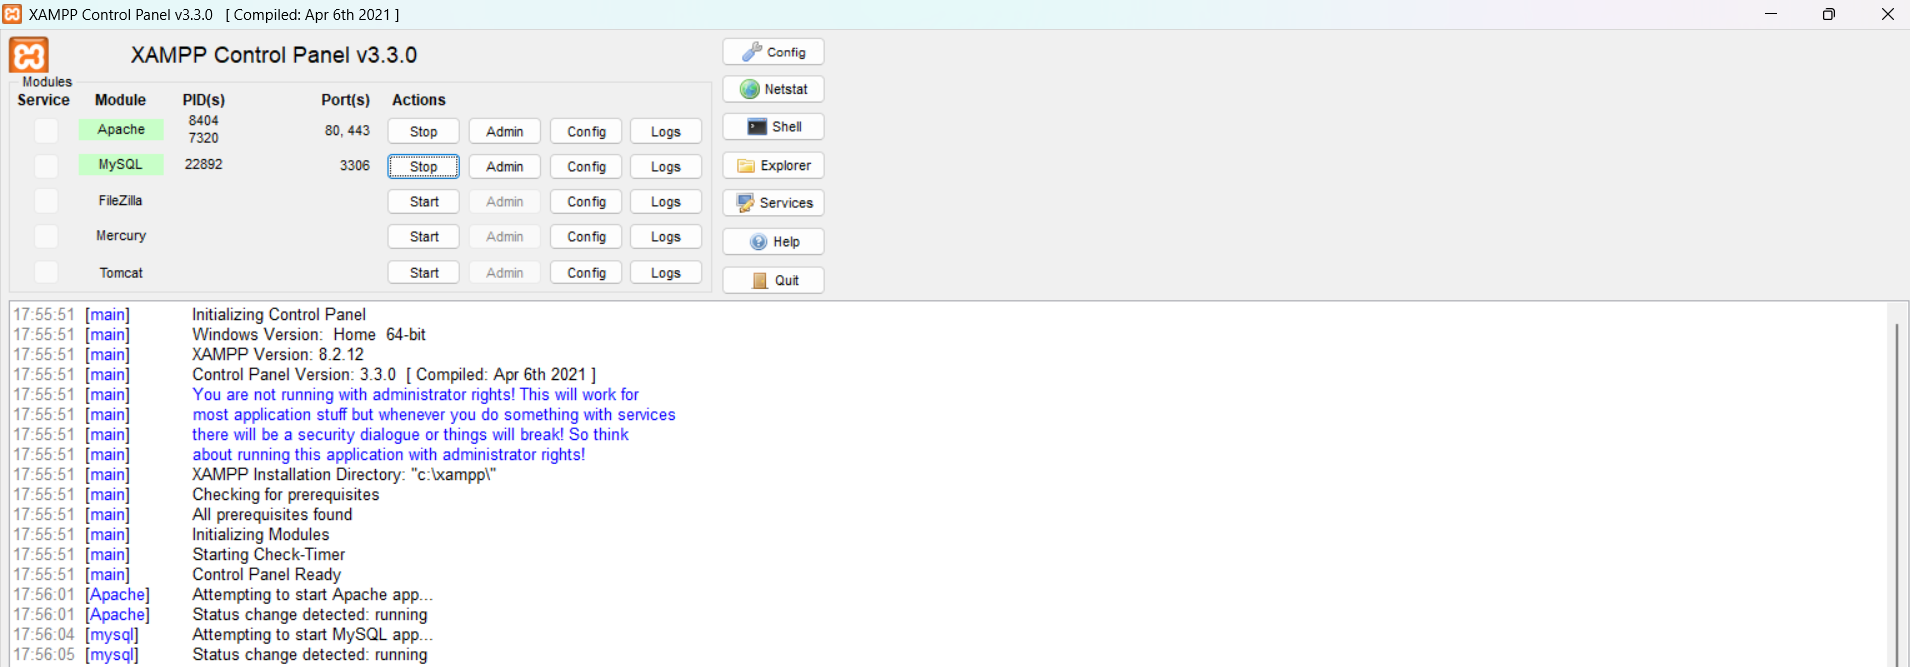 XAMPP Control Panel v3.3.0 [ Compiled: Apr 6th 2021 ]
XAMPP Control Panel v3.3.0
Config
Modules
Service Module PID(s) Port(s) Actions
Netstat
Apache 8404 80, 443 Stop Admin Config Logs
7320
Shell
MySQL 22892 3306 Stop Admin Config Logs
Explorer
FileZilla Start Admin Config Logs
Services
Mercury Start Admin Config Logs
Help
Tomcat Start Admin Config Logs
Quit
17:55:51 [main] Initializing Control Panel
17:55:51 [main] Windows Version: Home 64-bit
17:55:51 [main] XAMPP Version: 8.2.12
17:55:51 [main] Control Panel Version: 3.3.0 [ Compiled: Apr 6th 2021 ]
17:55:51 [main] You are not running with administrator rights! This will work for
17:55:51 [main] most application stuff but whenever you do something with services
17:55:51 [main] there will be a security dialogue or things will break! So think
17:55:51 [main] about running this application with administrator rights!
17:55:51 [main] XAMPP Installation Directory: "c:\xampp\"
17:55:51 [main] Checking for prerequisites
17:55:51 [main] All prerequisites found
17:55:51 [main] Initializing Modules
17:55:51 [main] Starting Check-Timer
17:55:51 [main] Control Panel Ready
17:56:01 [Apache] Attempting to start Apache app...
17:56:01 [Apache] Status change detected: running
17:56:04 [mysql] Attempting to start MySQL app...
17:56:05 [mysql] Status change detected: running